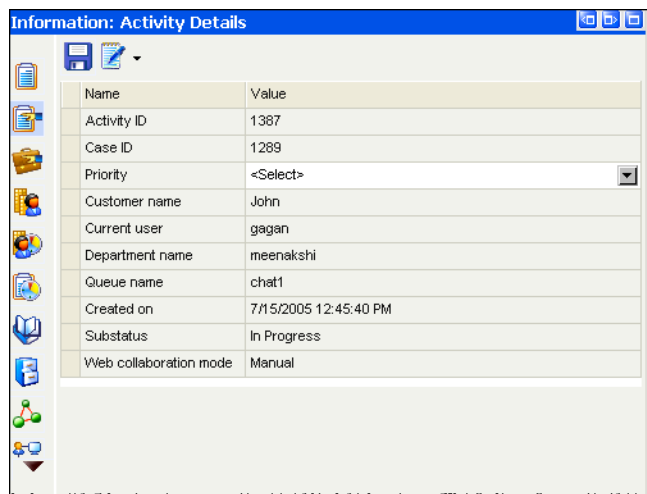 Information: Activity Details
Name Value
Activity ID 1387
Case ID 1289
Priority <Select>
Customer name John
Current user gagan
Department name meenakshi
Queue name chat1
Created on 7/15/2005 12:45:40 PM
Substatus In Progress
Web collaboration mode Manual